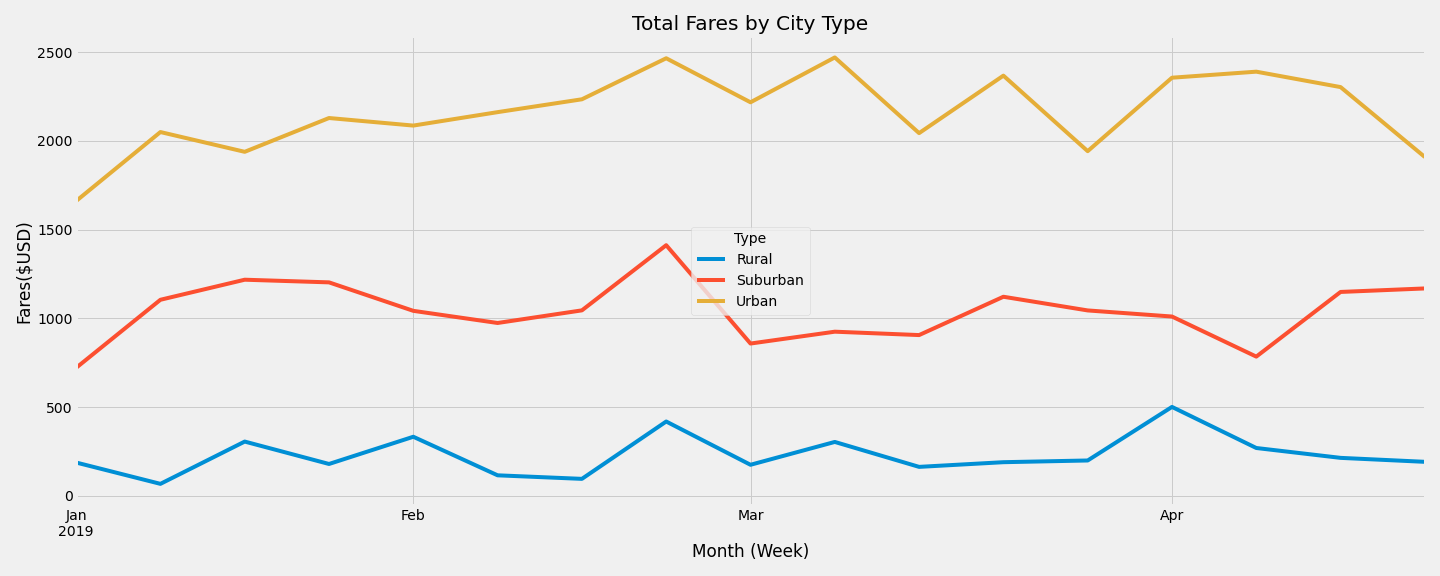 Total Fares by City Type
2500
2000
1500
1000
500
0
Fares($USD)
Type
Rural
Suburban
Urban
Jan
2019
Feb
Mar
Apr
Month (Week)